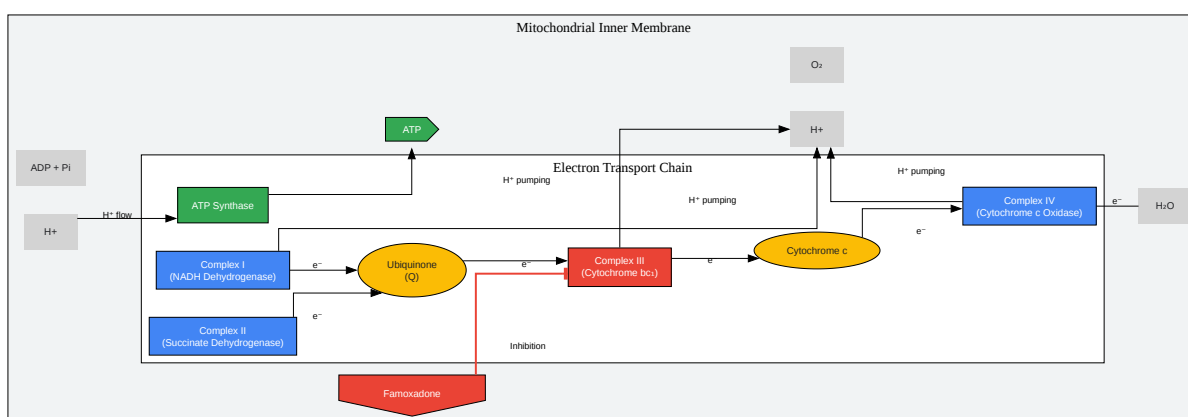 Mitochondrial Inner Membrane
O₂
H+
ATP
ADP + Pi
Electron Transport Chain
H⁺ pumping
H⁺ pumping
H⁺ pumping
ATP Synthase
H⁺ flow
H+
Complex IV
(Cytochrome c Oxidase)
e⁻
H₂O
e⁻
Complex I
(NADH Dehydrogenase)
e⁻
Ubiquinone
(Q)
e⁻
Complex III
(Cytochrome bc₁)
e⁻
Cytochrome c
Complex II
(Succinate Dehydrogenase)
e⁻
Inhibition
Famoxadone